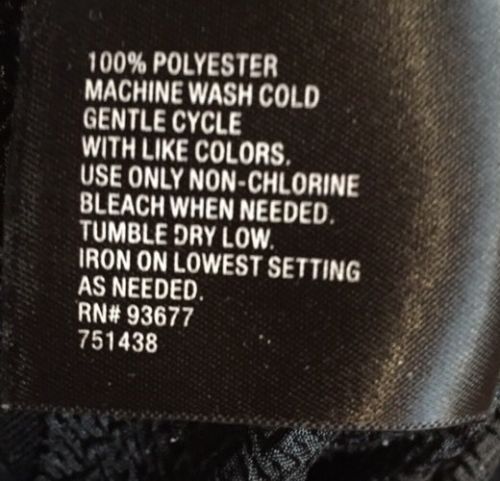 100% POLYESTER
MACHINE WASH COLD
GENTLE CYCLE
WITH LIKE COLORS.
USE ONLY NON-CHLORINE
BLEACH WHEN NEEDED.
TUMBLE DRY LOW.
IRON ON LOWEST SETTING
AS NEEDED.
RN# 93677
751438